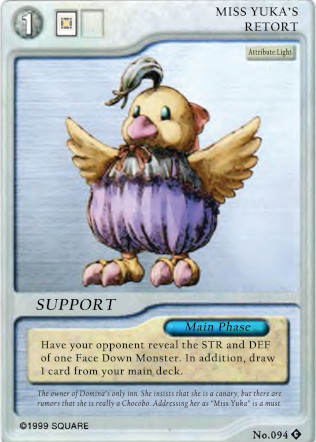 1
MISS YUKA'S
RETORT
Attribute:Light
SUPPORT
Main Phase
Have your opponent reveal the STR and DEF
of one Face Down Monster. In addition, draw
1 card from your main deck.
The owner of Domina's only inn. She insists that she is a canary, but there are
rumors that she is really a Chocobo. Addressing her as "Miss Yuka" is a must
©1999 SQUARE
No.094